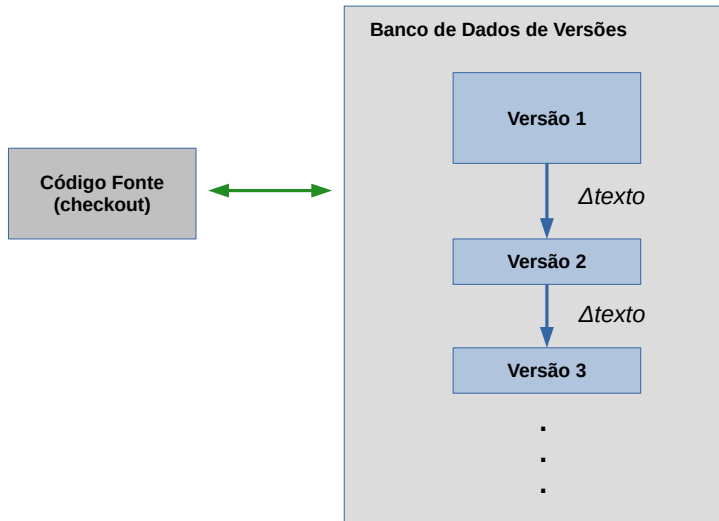 Banco de Dados de Versões
Versão 1
Código Fonte
(checkout)
Δtexto
Versão 2
Δtexto
Versão 3
.
.
.